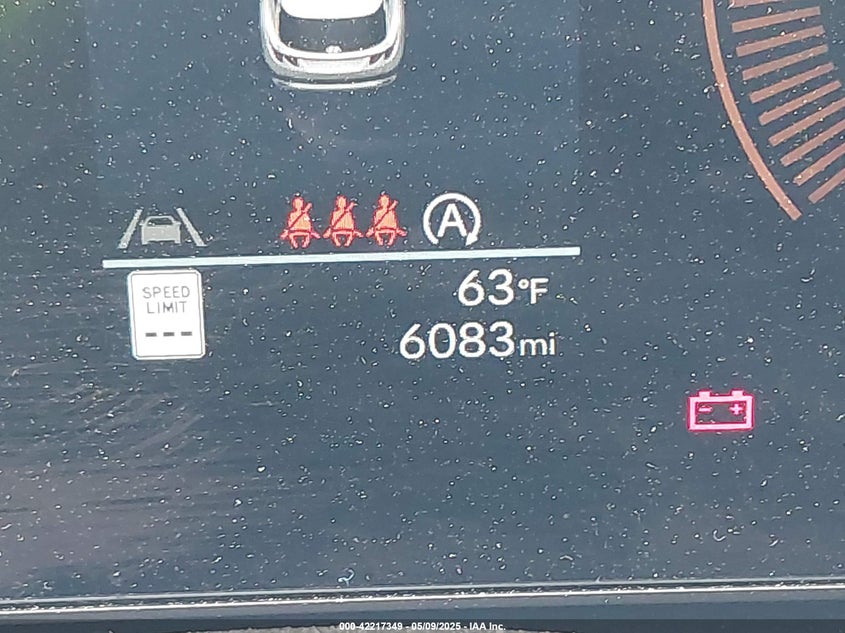 A
SPEED
LIMIT
---
63°F
6083mi
- +
000-42217349 - 05/09/2025 - IAA Inc.